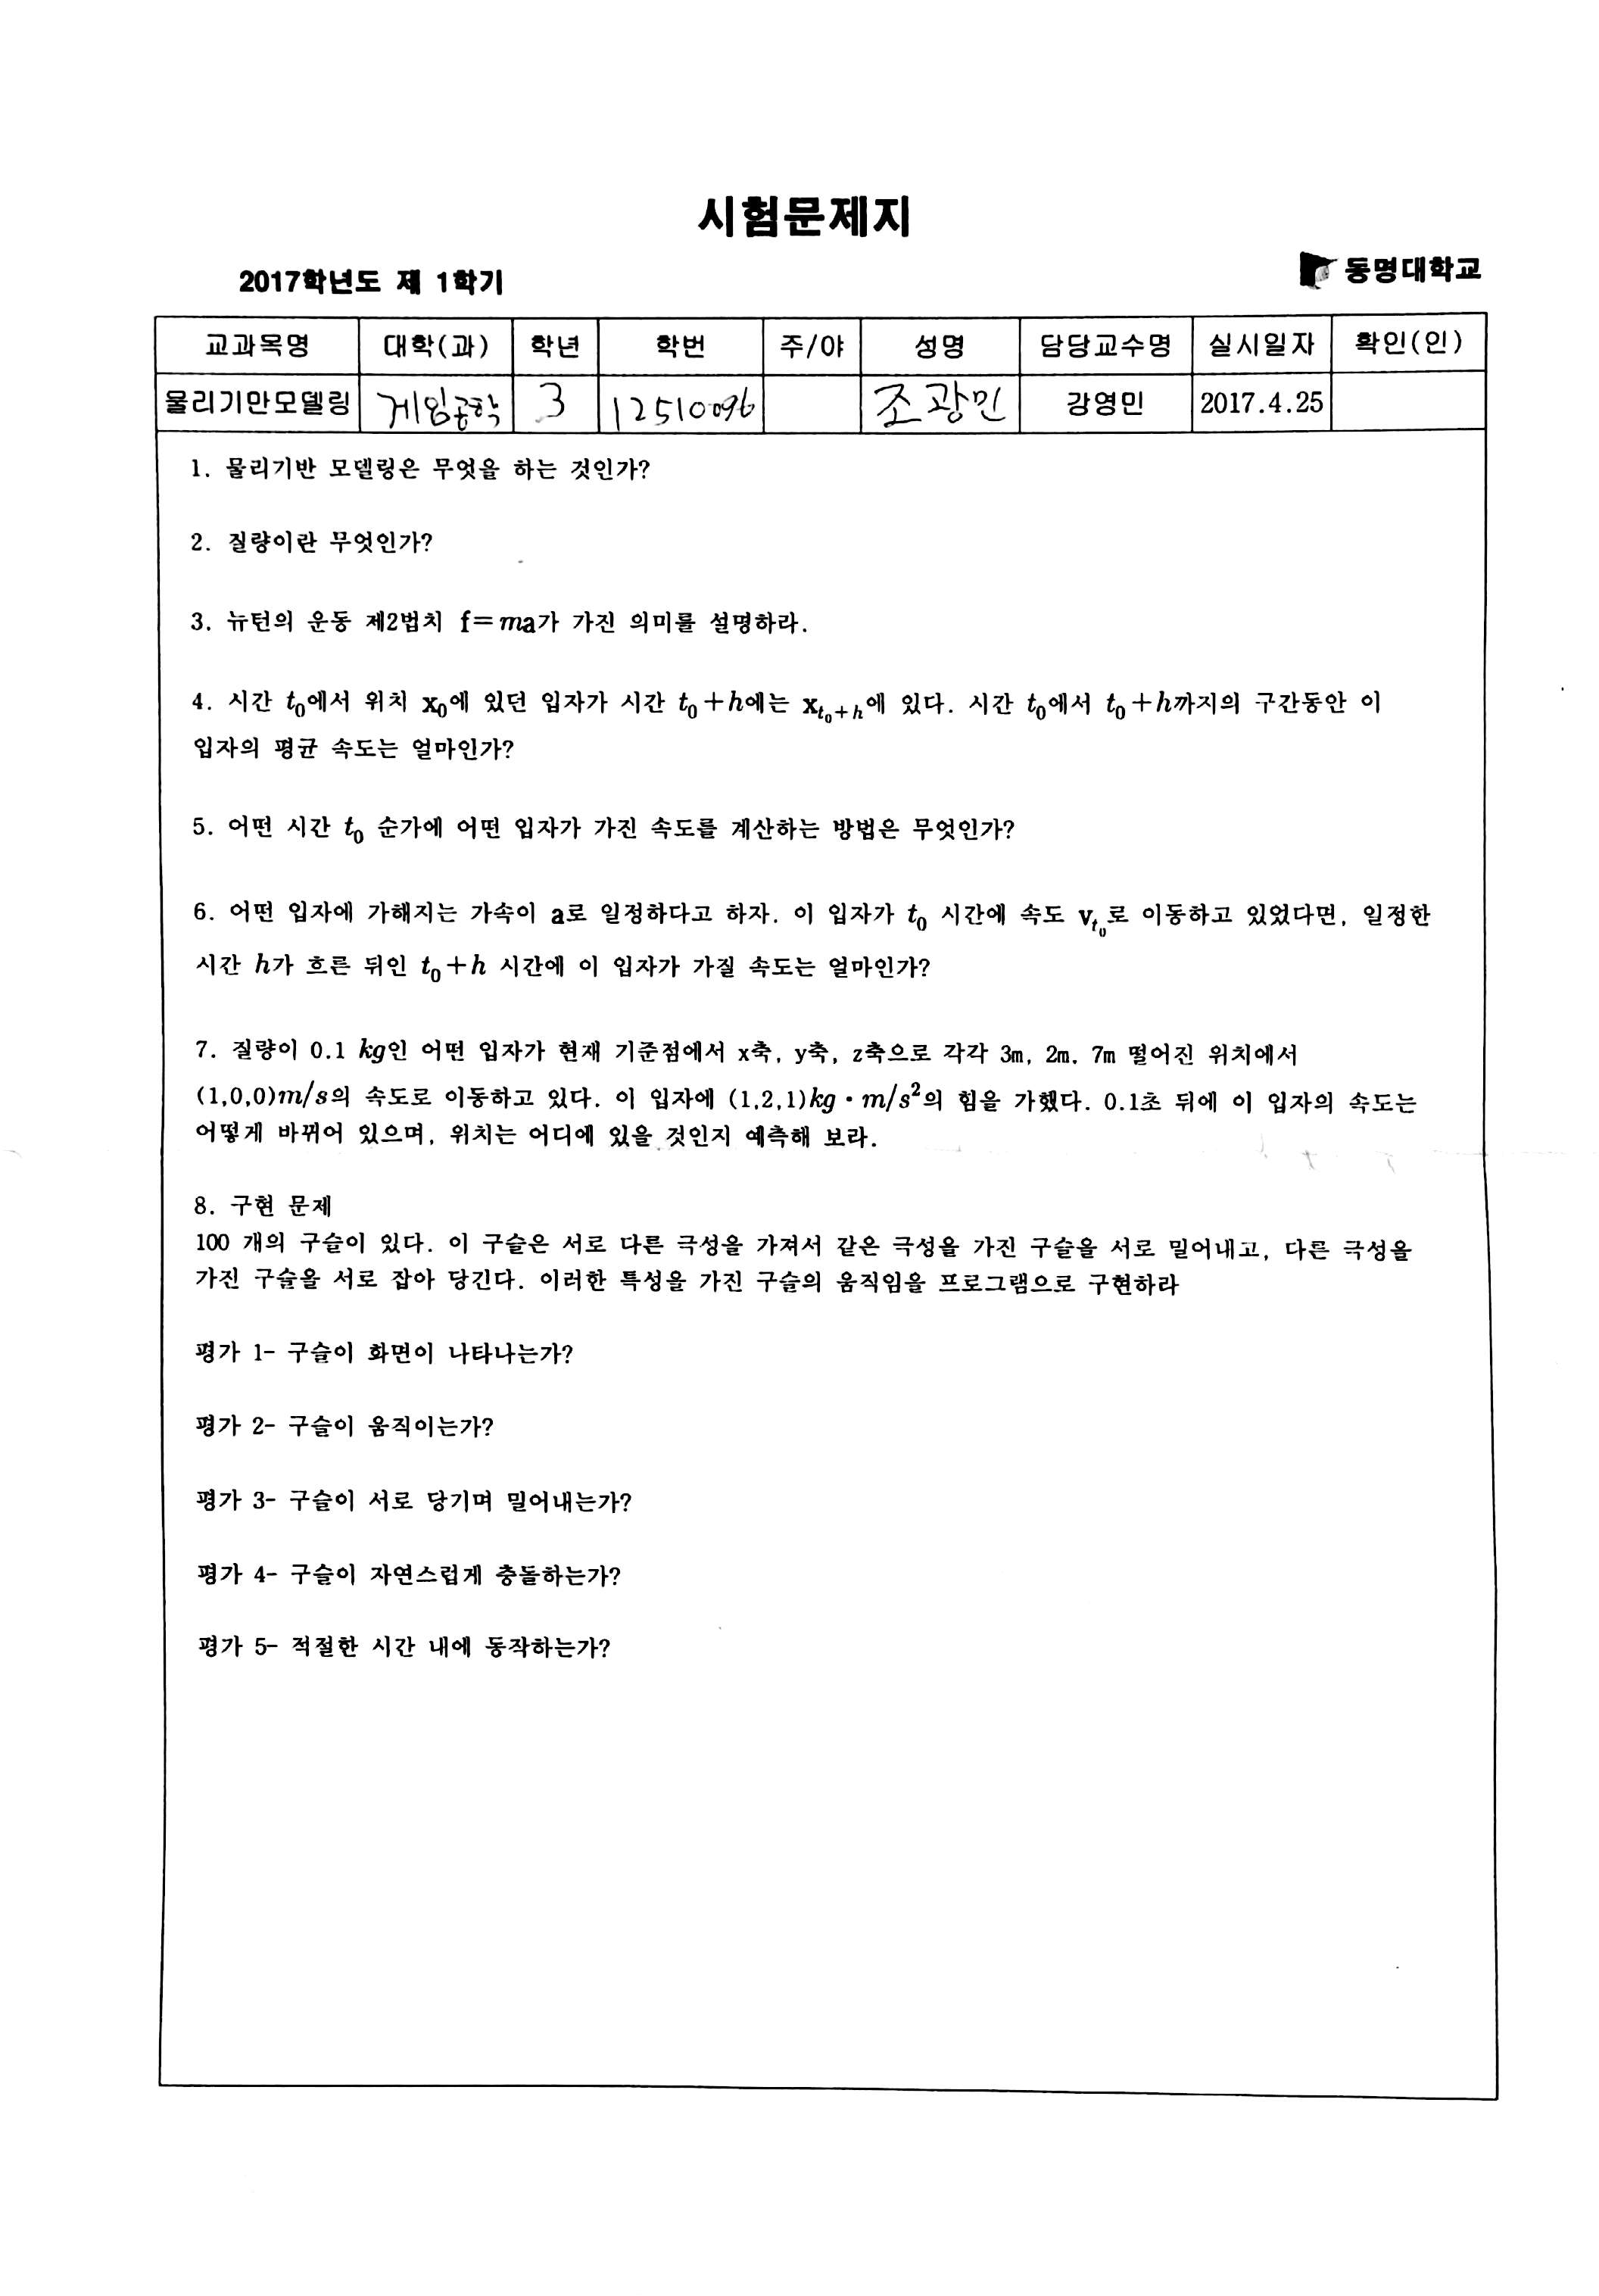 시험문제지
2017학년도 제 1학기
동명대학교
교과목명 대학(과) 학년 학번 주/야 성명 담당교수명 실시일자 확인(인)
물리기반모델링 게임공학 3 12510096 조광민 강영민 2017.4.25
1. 물리기반 모델링은 무엇을 하는 것인가?
2. 질량이란 무엇인가?
3. 뉴턴의 운동 제2법치 f=ma가 가진 의미를 설명하라.
4. 시간 t₀에서 위치 x₀에 있던 입자가 시간 t₀+h에는 x_{t₀+h}에 있다. 시간 t₀에서 t₀+h까지의 구간동안 이
입자의 평균 속도는 얼마인가?
5. 어떤 시간 t₀ 순가에 어떤 입자가 가진 속도를 계산하는 방법은 무엇인가?
6. 어떤 입자에 가해지는 가속이 a로 일정하다고 하자. 이 입자가 t₀ 시간에 속도 v_{t₀}로 이동하고 있었다면, 일정한
시간 h가 흐른 뒤인 t₀+h 시간에 이 입자가 가질 속도는 얼마인가?
7. 질량이 0.1 kg인 어떤 입자가 현재 기준점에서 x축, y축, z축으로 각각 3m, 2m, 7m 떨어진 위치에서
(1,0,0)m/s의 속도로 이동하고 있다. 이 입자에 (1,2,1)kg·m/s²의 힘을 가했다. 0.1초 뒤에 이 입자의 속도는
어떻게 바뀌어 있으며, 위치는 어디에 있을 것인지 예측해 보라.
8. 구현 문제
100 개의 구슬이 있다. 이 구슬은 서로 다른 극성을 가져서 같은 극성을 가진 구슬을 서로 밀어내고, 다른 극성을
가진 구슬을 서로 잡아 당긴다. 이러한 특성을 가진 구슬의 움직임을 프로그램으로 구현하라
평가 1- 구슬이 화면이 나타나는가?
평가 2- 구슬이 움직이는가?
평가 3- 구슬이 서로 당기며 밀어내는가?
평가 4- 구슬이 자연스럽게 충돌하는가?
평가 5- 적절한 시간 내에 동작하는가?